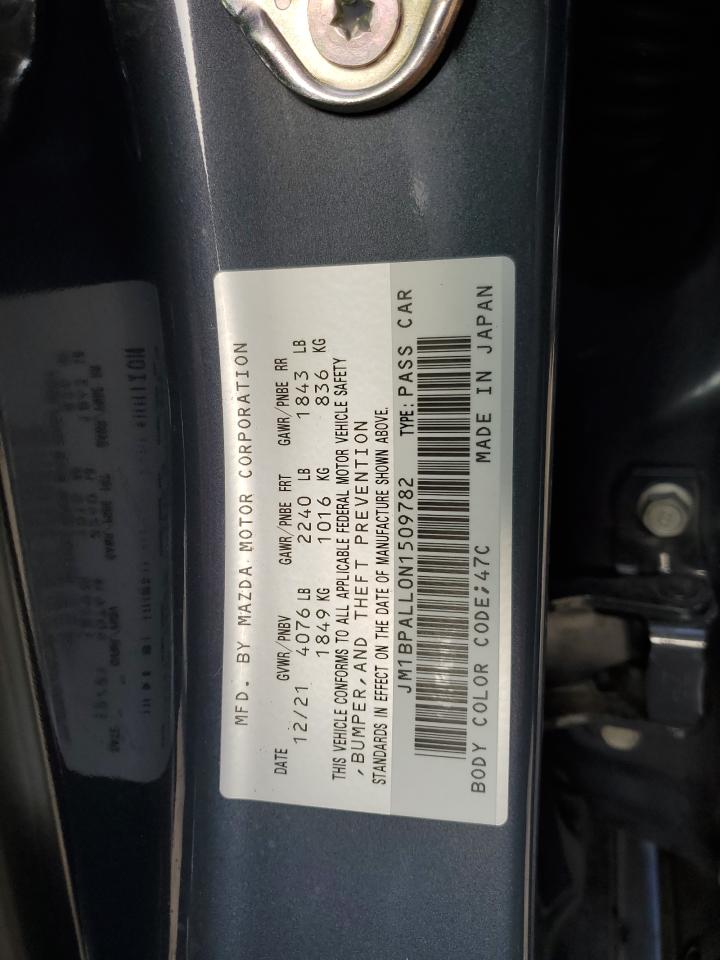 MFD. BY MAZDA MOTOR CORPORATION
DATE GVWR/PNBV GAWR/PNBE FRT GAWR/PNBE RR
12/21 4076 LB 2240 LB 1843 LB
1849 KG 1016 KG 836 KG
THIS VEHICLE CONFORMS TO ALL APPLICABLE FEDERAL MOTOR VEHICLE SAFETY
,BUMPER,AND THEFT PREVENTION
STANDARDS IN EFFECT ON THE DATE OF MANUFACTURE SHOWN ABOVE.
JM1BPALL0N1509782 TYPE: PASS CAR
BODY COLOR CODE:47C MADE IN JAPAN